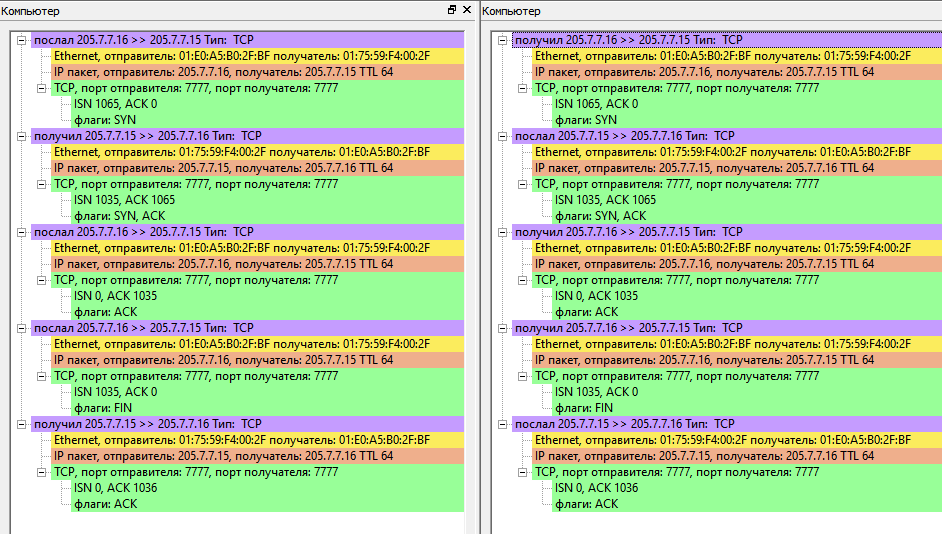 Компьютер
послал 205.7.7.16 >> 205.7.7.15 Тип: TCP
Ethernet, отправитель: 01:E0:A5:B0:2F:BF получатель: 01:75:59:F4:00:2F
IP пакет, отправитель: 205.7.7.16, получатель: 205.7.7.15 TTL 64
TCP, порт отправителя: 7777, порт получателя: 7777
ISN 1065, ACK 0
флаги: SYN
получил 205.7.7.15 >> 205.7.7.16 Тип: TCP
Ethernet, отправитель: 01:75:59:F4:00:2F получатель: 01:E0:A5:B0:2F:BF
IP пакет, отправитель: 205.7.7.15, получатель: 205.7.7.16 TTL 64
TCP, порт отправителя: 7777, порт получателя: 7777
ISN 1035, ACK 1065
флаги: SYN, ACK
послал 205.7.7.16 >> 205.7.7.15 Тип: TCP
Ethernet, отправитель: 01:E0:A5:B0:2F:BF получатель: 01:75:59:F4:00:2F
IP пакет, отправитель: 205.7.7.16, получатель: 205.7.7.15 TTL 64
TCP, порт отправителя: 7777, порт получателя: 7777
ISN 0, ACK 1035
флаги: ACK
послал 205.7.7.16 >> 205.7.7.15 Тип: TCP
Ethernet, отправитель: 01:E0:A5:B0:2F:BF получатель: 01:75:59:F4:00:2F
IP пакет, отправитель: 205.7.7.16, получатель: 205.7.7.15 TTL 64
TCP, порт отправителя: 7777, порт получателя: 7777
ISN 1035, ACK 0
флаги: FIN
получил 205.7.7.15 >> 205.7.7.16 Тип: TCP
Ethernet, отправитель: 01:75:59:F4:00:2F получатель: 01:E0:A5:B0:2F:BF
IP пакет, отправитель: 205.7.7.15, получатель: 205.7.7.16 TTL 64
TCP, порт отправителя: 7777, порт получателя: 7777
ISN 0, ACK 1036
флаги: ACK
Компьютер
получил 205.7.7.16 >> 205.7.7.15 Тип: TCP
Ethernet, отправитель: 01:E0:A5:B0:2F:BF получатель: 01:75:59:F4:00:2F
IP пакет, отправитель: 205.7.7.16, получатель: 205.7.7.15 TTL 64
TCP, порт отправителя: 7777, порт получателя: 7777
ISN 1065, ACK 0
флаги: SYN
послал 205.7.7.15 >> 205.7.7.16 Тип: TCP
Ethernet, отправитель: 01:75:59:F4:00:2F получатель: 01:E0:A5:B0:2F:BF
IP пакет, отправитель: 205.7.7.15, получатель: 205.7.7.16 TTL 64
TCP, порт отправителя: 7777, порт получателя: 7777
ISN 1035, ACK 1065
флаги: SYN, ACK
получил 205.7.7.16 >> 205.7.7.15 Тип: TCP
Ethernet, отправитель: 01:E0:A5:B0:2F:BF получатель: 01:75:59:F4:00:2F
IP пакет, отправитель: 205.7.7.16, получатель: 205.7.7.15 TTL 64
TCP, порт отправителя: 7777, порт получателя: 7777
ISN 0, ACK 1035
флаги: ACK
получил 205.7.7.16 >> 205.7.7.15 Тип: TCP
Ethernet, отправитель: 01:E0:A5:B0:2F:BF получатель: 01:75:59:F4:00:2F
IP пакет, отправитель: 205.7.7.16, получатель: 205.7.7.15 TTL 64
TCP, порт отправителя: 7777, порт получателя: 7777
ISN 1035, ACK 0
флаги: FIN
послал 205.7.7.15 >> 205.7.7.16 Тип: TCP
Ethernet, отправитель: 01:75:59:F4:00:2F получатель: 01:E0:A5:B0:2F:BF
IP пакет, отправитель: 205.7.7.15, получатель: 205.7.7.16 TTL 64
TCP, порт отправителя: 7777, порт получателя: 7777
ISN 0, ACK 1036
флаги: ACK